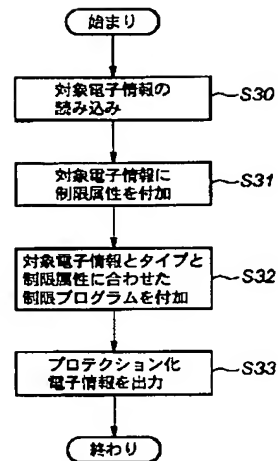 始まり
対象電子情報の
読み込み
S30
対象電子情報に
制限属性を付加
S31
対象電子情報とタイプと
制限属性に合わせた
制限プログラムを付加
S32
プロテクション化
電子情報を出力
S33
終わり